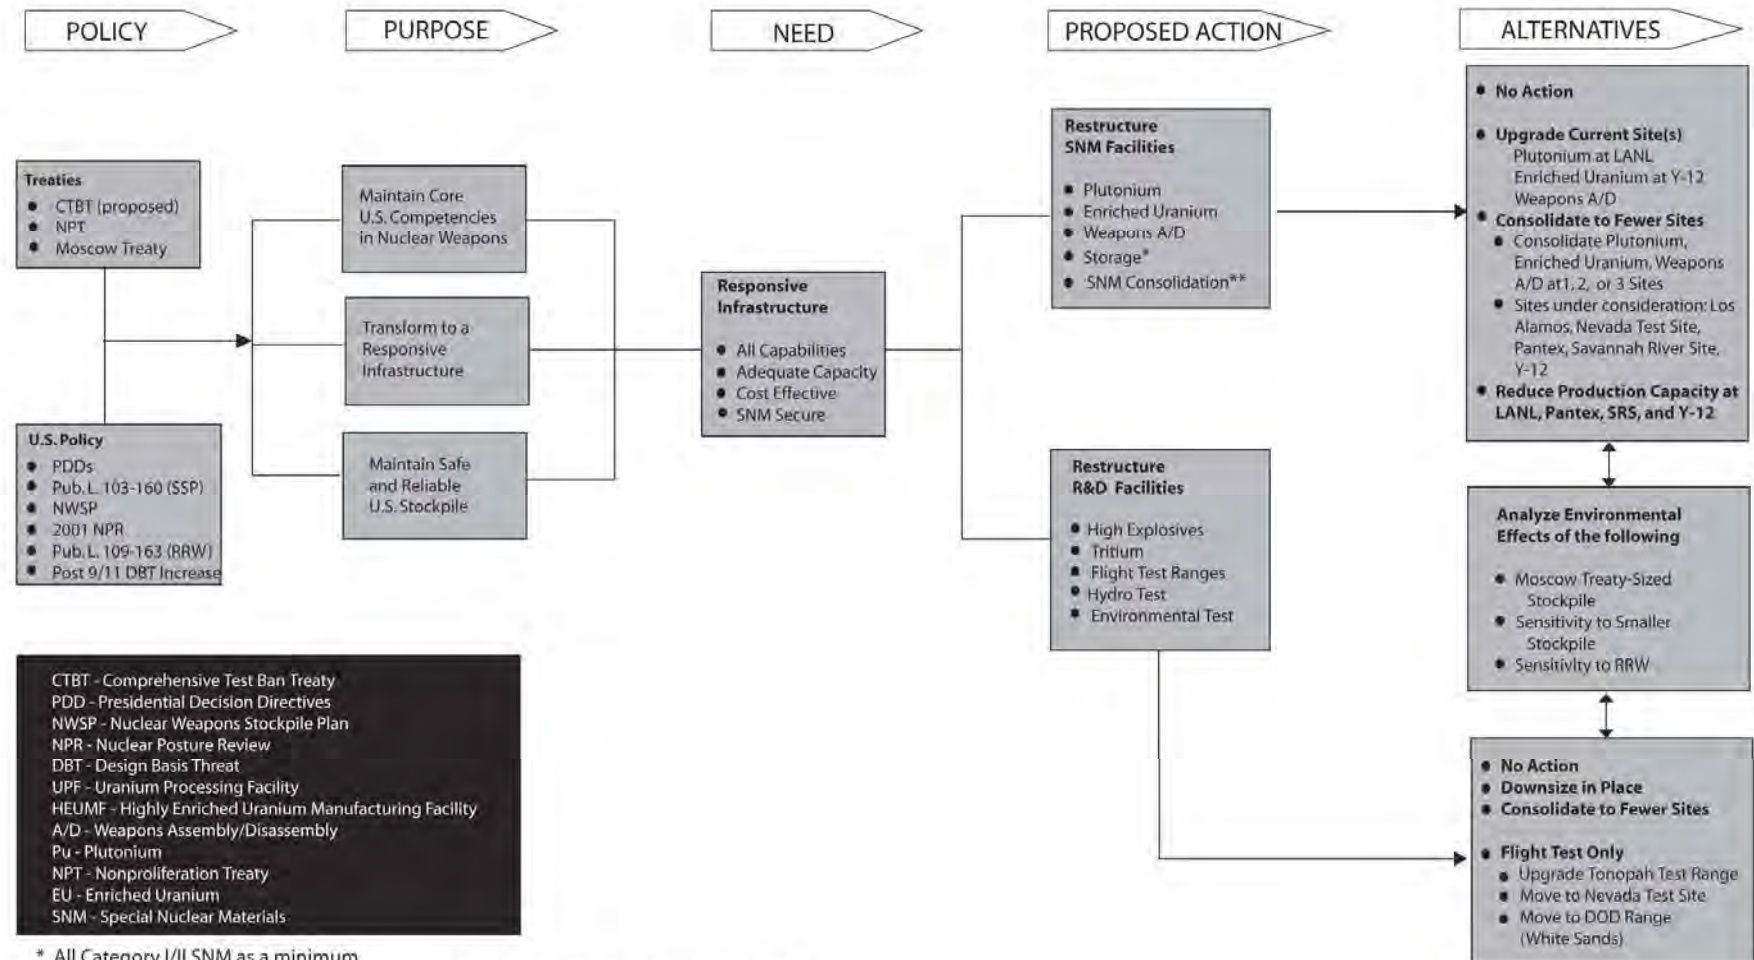 POLICY
PURPOSE
NEED
PROPOSED ACTION
ALTERNATIVES
Treaties
CTBT (proposed)
NPT
Moscow Treaty
U.S. Policy
PDDs
Pub. L. 103-160 (SSP)
NWSP
2001 NPR
Pub. L. 109-163 (RRW)
Post 9/11 DBT Increase
Maintain Core
U.S. Competencies
in Nuclear Weapons
Transform to a
Responsive
Infrastructure
Maintain Safe
and Reliable
U.S. Stockpile
Responsive
Infrastructure
All Capabilities
Adequate Capacity
Cost Effective
SNM Secure
Restructure
SNM Facilities
Plutonium
Enriched Uranium
Weapons A/D
Storage*
SNM Consolidation**
Restructure
R&D Facilities
High Explosives
Tritium
Flight Test Ranges
Hydro Test
Environmental Test
No Action
Upgrade Current Site(s)
Plutonium at LANL
Enriched Uranium at Y-12
Weapons A/D
Consolidate to Fewer Sites
Consolidate Plutonium,
Enriched Uranium, Weapons
A/D at1, 2, or 3 Sites
Sites under consideration: Los
Alamos, Nevada Test Site,
Pantex, Savannah River Site,
Y-12
Reduce Production Capacity at
LANL, Pantex, SRS, and Y-12
Analyze Environmental
Effects of the following
Moscow Treaty-Sized
Stockpile
Sensitivity to Smaller
Stockpile
Sensitivity to RRW
No Action
Downsize in Place
Consolidate to Fewer Sites
Flight Test Only
Upgrade Tonopah Test Range
Move to Nevada Test Site
Move to DOD Range
(White Sands)
CTBT - Comprehensive Test Ban Treaty
PDD - Presidential Decision Directives
NWSP - Nuclear Weapons Stockpile Plan
NPR - Nuclear Posture Review
DBT - Design Basis Threat
UPF - Uranium Processing Facility
HEUMF - Highly Enriched Uranium Manufacturing Facility
A/D - Weapons Assembly/Disassembly
Pu - Plutonium
NPT - Nonproliferation Treaty
EU - Enriched Uranium
SNM - Special Nuclear Materials
* All Category I/II SNM as a minimum